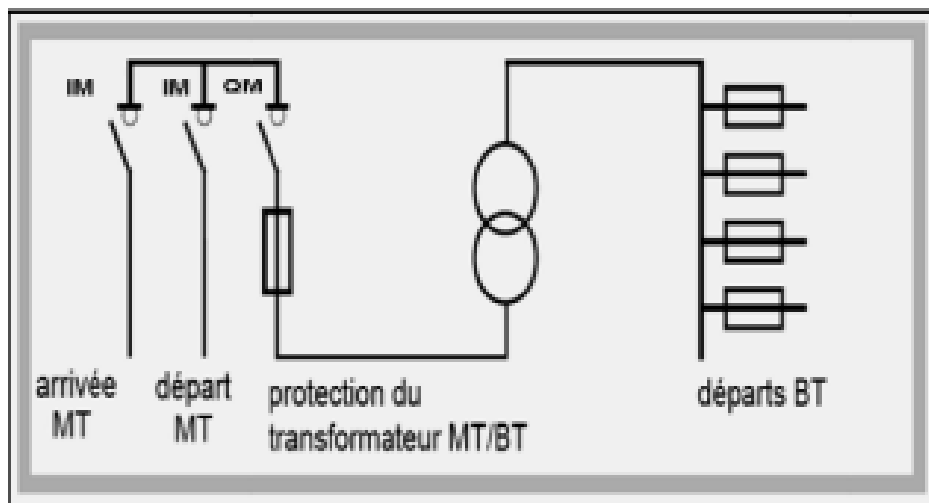 IM IM QM
arrivée
MT
départ
MT
protection du
transformateur MT/BT
départs BT